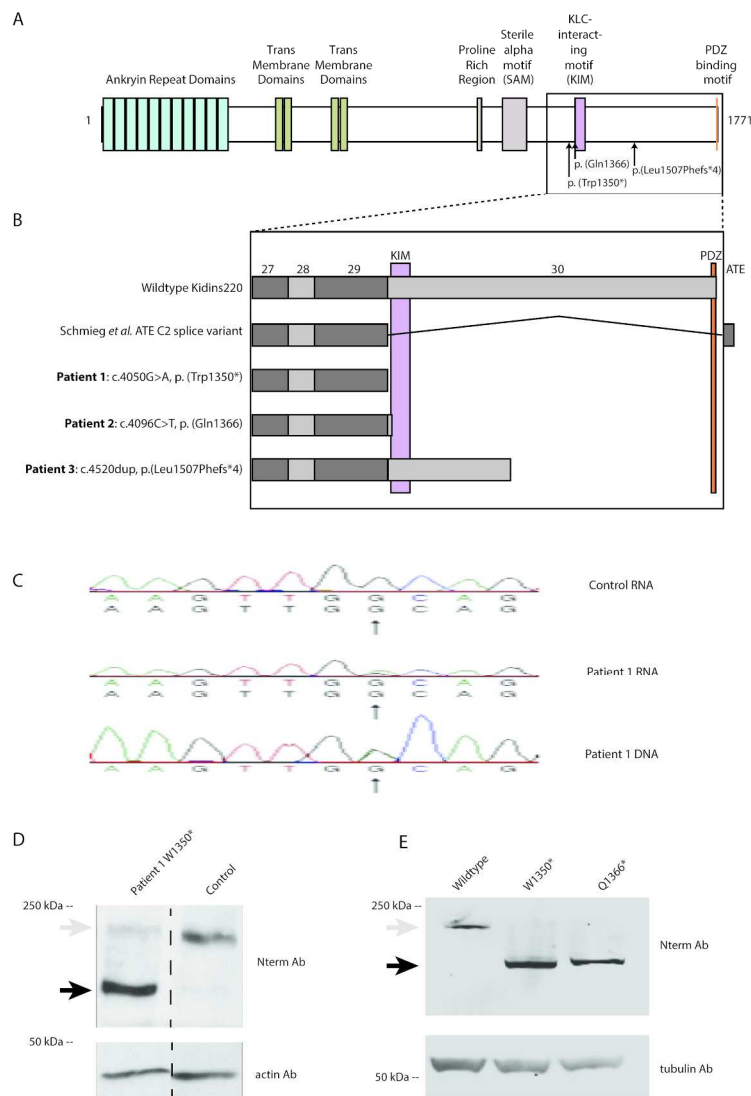 A
Ankryin Repeat Domains
Trans
Membrane
Domains
Trans
Membrane
Domains
Proline
Rich
Region
Sterile
alpha
motif
(SAM)
KLC-
interact-
ing
motif
(KIM)
PDZ
binding
motif
1
1771
p. (Gln1366)
p.(Leu1507Phefs*4)
p. (Trp1350*)
B
KIM
PDZ
ATE
27
28
29
30
Wildtype Kidins220
Schmieg et al. ATE C2 splice variant
Patient 1: c.4050G>A, p. (Trp1350*)
Patient 2: c.4096C>T, p. (Gln1366)
Patient 3: c.4520dup, p.(Leu1507Phefs*4)
C
A A G T T G G C A G
A A G T T G G C A G
Control RNA
A A G T T G G C A G
A A G T T G G C A G
Patient 1 RNA
A A G T T G G C A G
Patient 1 DNA
D
Patient 1 W1350*
Control
250 kDa --
Nterm Ab
50 kDa --
actin Ab
E
Wildtype
W1350*
Q1366*
250 kDa --
Nterm Ab
50 kDa --
tubulin Ab